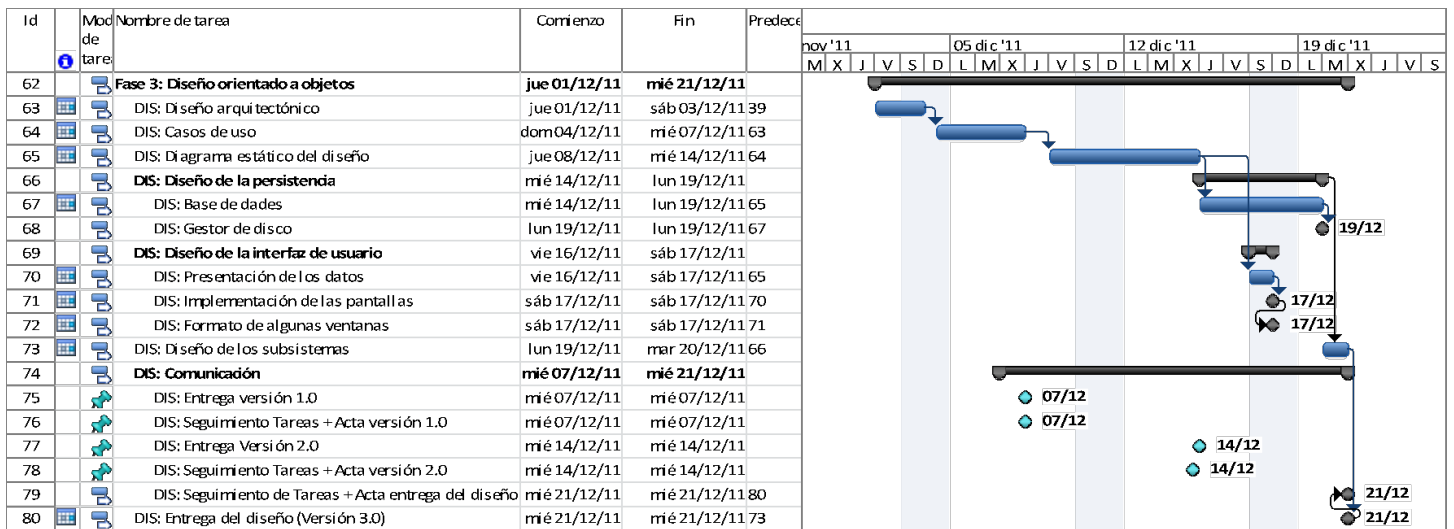 Id Mod de tarea Nombre de tarea Comienzo Fin Predece
nov '11 05 dic '11 12 dic '11 19 dic '11
M X J V S D L M X J V S D L M X J V S D L M X J V S
62 Fase 3: Diseño orientado a objetos jue 01/12/11 mié 21/12/11
63 DIS: Diseño arquitectónico jue 01/12/11 sáb 03/12/11 39
64 DIS: Casos de uso dom 04/12/11 mié 07/12/11 63
65 DIS: Diagrama estático del diseño jue 08/12/11 mié 14/12/11 64
66 DIS: Diseño de la persistencia mié 14/12/11 lun 19/12/11
67 DIS: Base de dades mié 14/12/11 lun 19/12/11 65
68 DIS: Gestor de disco lun 19/12/11 lun 19/12/11 67 19/12
69 DIS: Diseño de la interfaz de usuario vie 16/12/11 sáb 17/12/11
70 DIS: Presentación de los datos vie 16/12/11 sáb 17/12/11 65
71 DIS: Implementación de las pantallas sáb 17/12/11 sáb 17/12/11 70 17/12
72 DIS: Formato de algunas ventanas sáb 17/12/11 sáb 17/12/11 71 17/12
73 DIS: Diseño de los subsistemas lun 19/12/11 mar 20/12/11 66
74 DIS: Comunicación mié 07/12/11 mié 21/12/11
75 DIS: Entrega versión 1.0 mié 07/12/11 mié 07/12/11 07/12
76 DIS: Seguimiento Tareas + Acta versión 1.0 mié 07/12/11 mié 07/12/11 07/12
77 DIS: Entrega Versión 2.0 mié 14/12/11 mié 14/12/11 14/12
78 DIS: Seguimiento Tareas + Acta versión 2.0 mié 14/12/11 mié 14/12/11 14/12
79 DIS: Seguimiento de Tareas + Acta entrega del diseño mié 21/12/11 mié 21/12/11 80 21/12
80 DIS: Entrega del diseño (Versión 3.0) mié 21/12/11 mié 21/12/11 73 21/12